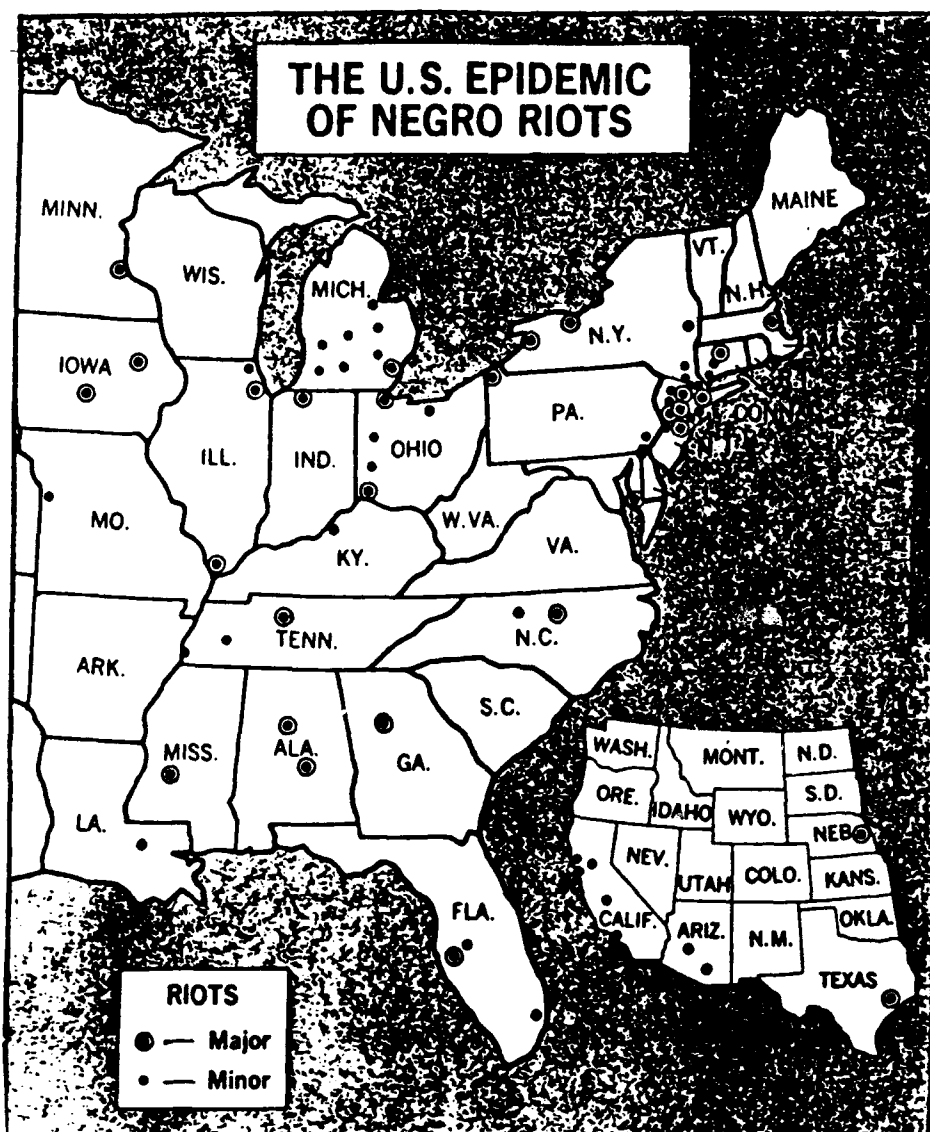 THE U.S. EPIDEMIC
OF NEGRO RIOTS
MAINE
MINN.
VT.
N.H.
WIS.
MICH.
N.Y.
IOWA
PA.
CONN.
ILL.
IND.
OHIO
MO.
W.VA.
VA.
KY.
TENN.
N.C.
ARK.
S.C.
MISS.
ALA.
GA.
LA.
FLA.
WASH.
MONT.
N.D.
ORE.
IDAHO
S.D.
WYO.
NEB.
NEV.
UTAH
COLO.
KANS.
CALIF.
ARIZ.
N.M.
OKLA.
TEXAS
RIOTS
— Major
— Minor